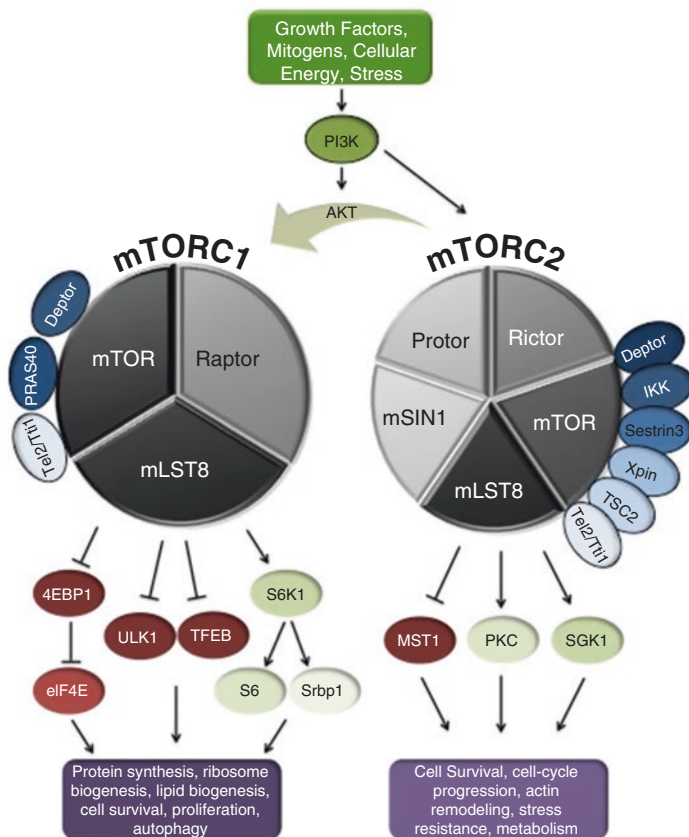 Growth Factors,
Mitogens, Cellular
Energy, Stress
PI3K
AKT
mTORC1
mTORC2
Deptor
PRAS40
Tel2/Tti1
mTOR
Raptor
mLST8
Protor
Rictor
mSIN1
mTOR
mLST8
Deptor
IKK
Sestrin3
Xpin
TSC2
Tel2/Tti1
4EBP1
ULK1
TFEB
S6K1
eIF4E
S6
Srbp1
MST1
PKC
SGK1
Protein synthesis, ribosome
biogenesis, lipid biogenesis,
cell survival, proliferation,
autophagy
Cell Survival, cell-cycle
progression, actin
remodeling, stress
resistance, metabolism